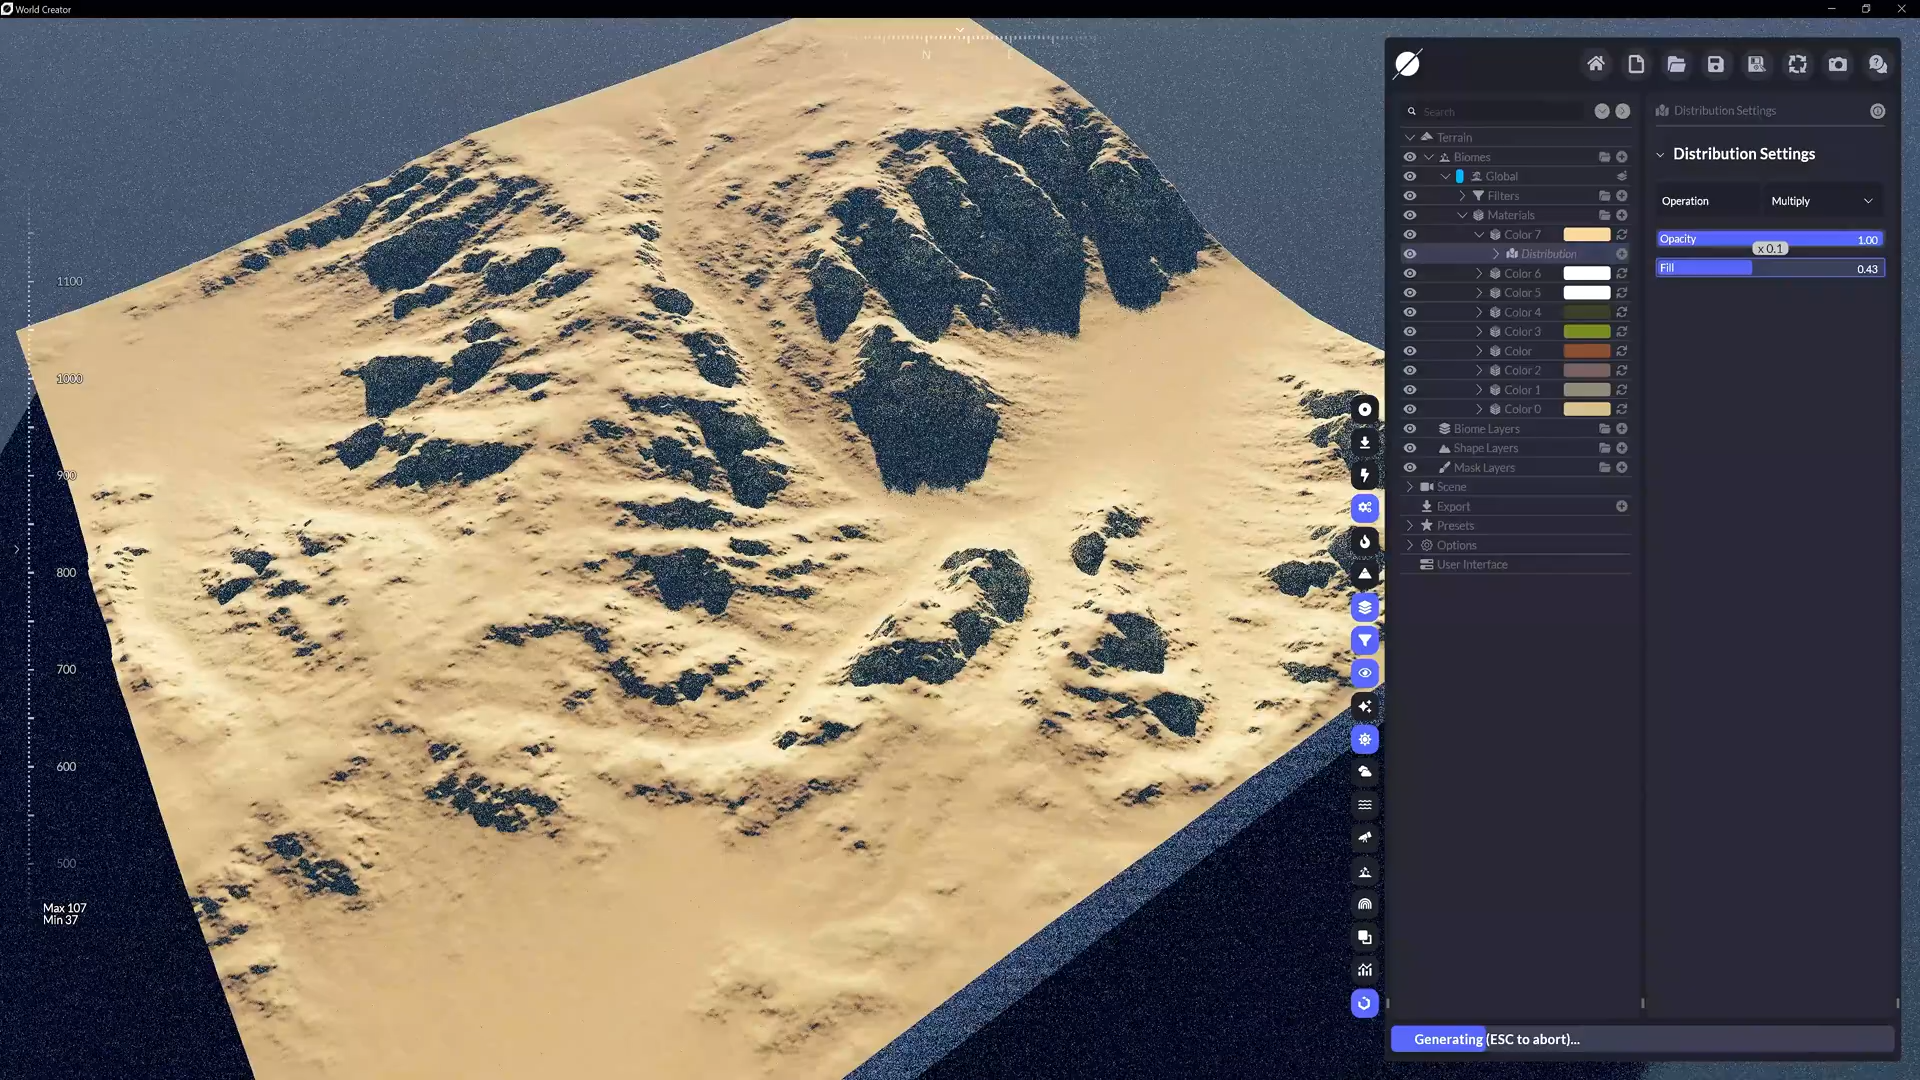 World Creator
N
1100
1000
900
800
700
600
500
Max 107
Min 37
Search
Terrain
Biomes
Global
Filters
Materials
Color 7
Distribution
Color 6
Color 5
Color 4
Color 3
Color
Color 2
Color 1
Color 0
Biome Layers
Shape Layers
Mask Layers
Scene
Export
Presets
Options
User Interface
Distribution Settings
Distribution Settings
Operation Multiply
Opacity 1.00
x 0.1
Fill 0.43
Generating (ESC to abort)...